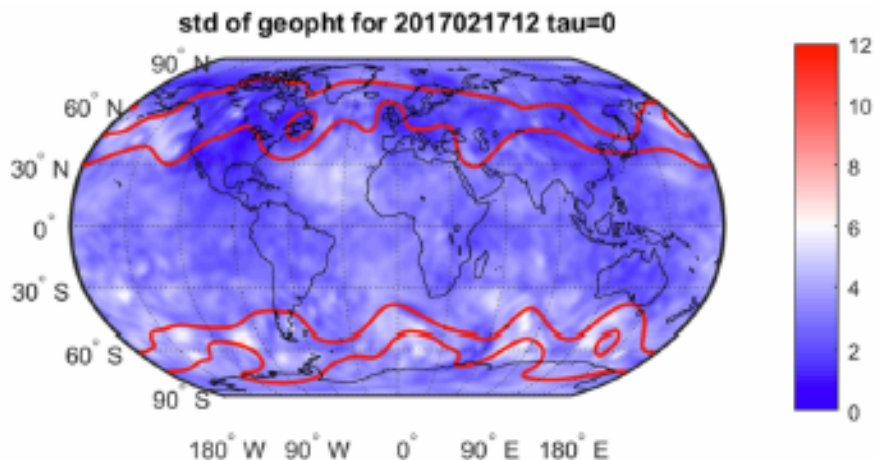 std of geopht for 2017021712 tau=0
90° N
60° N
30° N
0°
30° S
60° S
90° S
180° W 90° W 0° 90° E 180° E
12
10
8
6
4
2
0